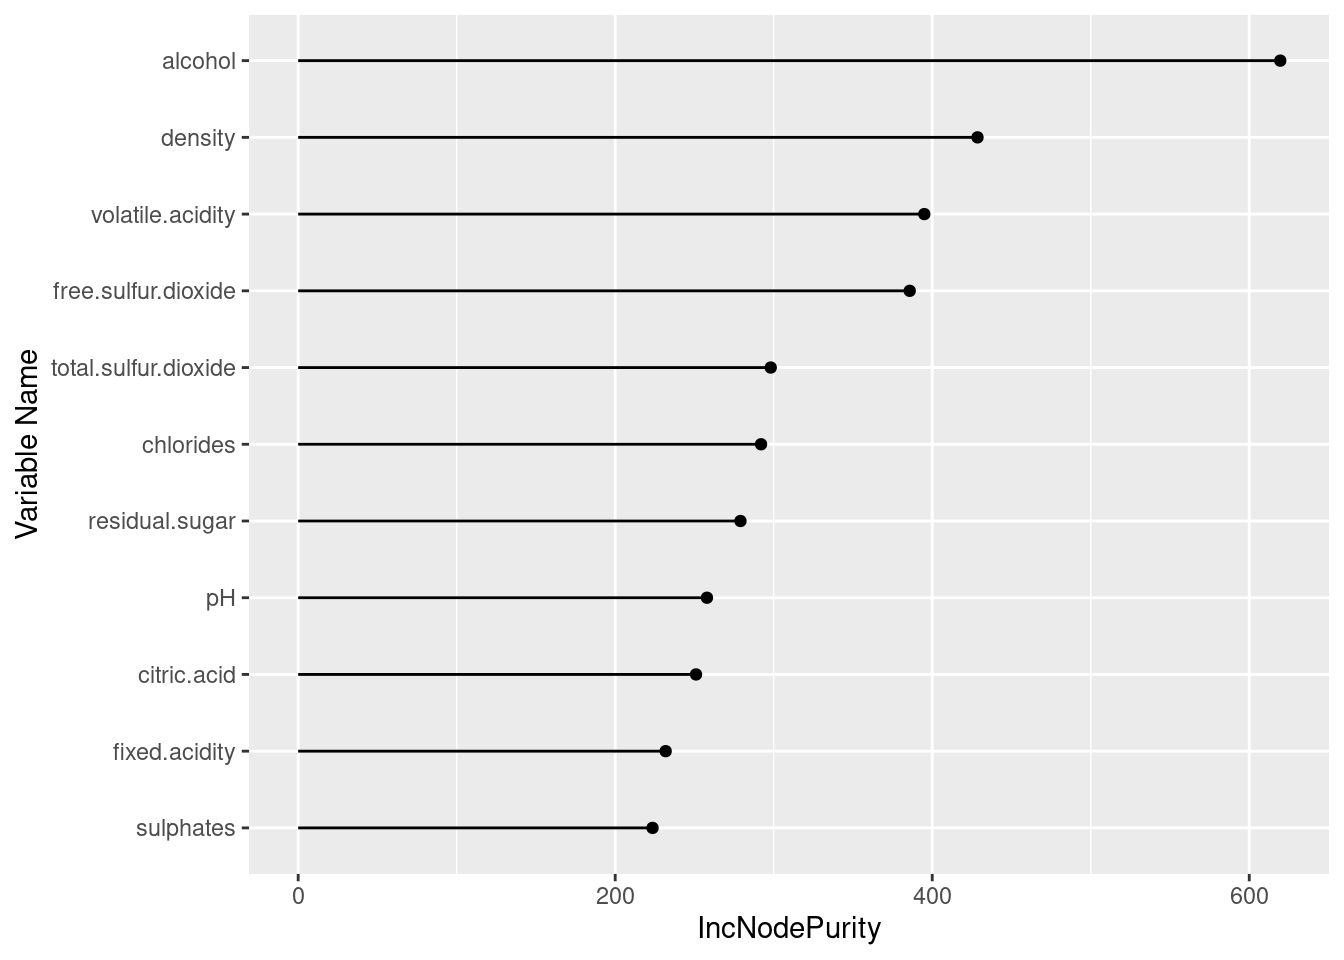 alcohol
density
volatile.acidity
free.sulfur.dioxide
total.sulfur.dioxide
chlorides
residual.sugar
pH
citric.acid
fixed.acidity
sulphates
Variable Name
0 200 400 600
IncNodePurity